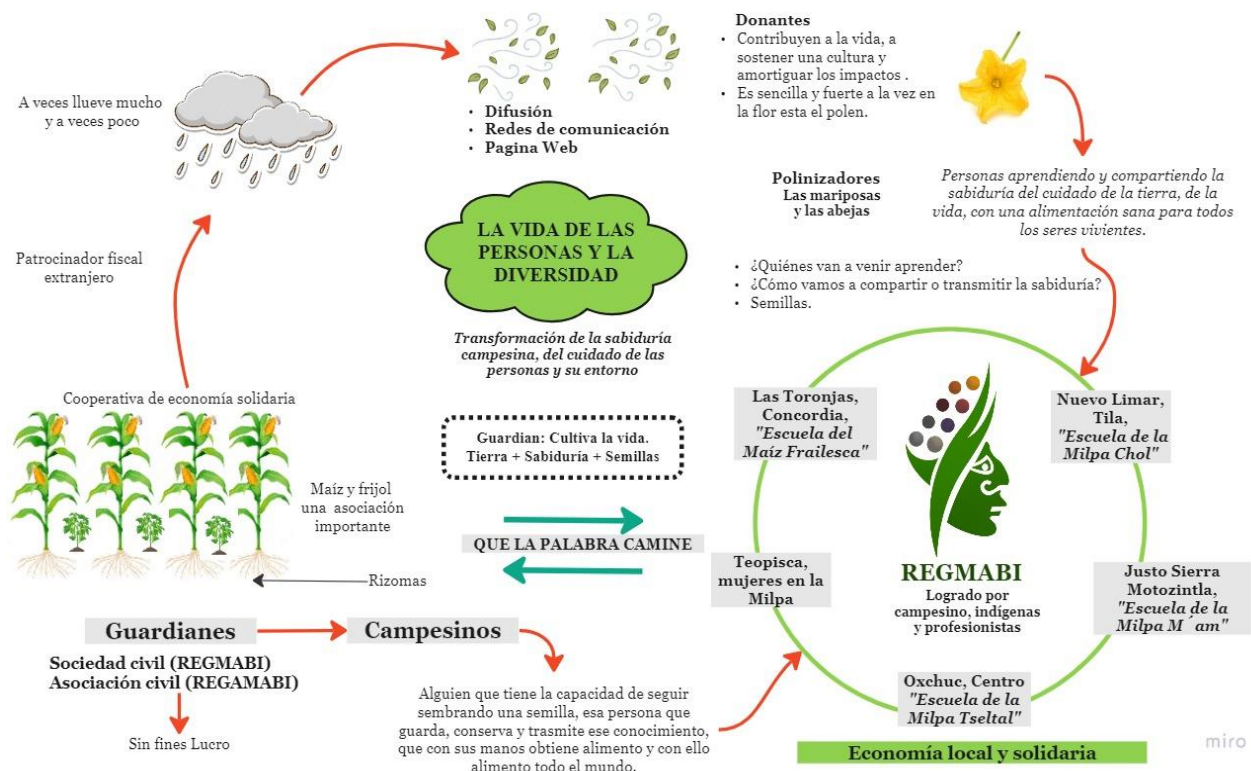 A veces llueve mucho
y a veces poco
• Difusión
• Redes de comunicación
• Pagina Web
Donantes
• Contribuyen a la vida, a
sostener una cultura y
amortiguar los impactos .
• Es sencilla y fuerte a la vez en
la flor esta el polen.
Polinizadores
Las mariposas
y las abejas
Personas aprendiendo y compartiendo la
sabiduría del cuidado de la tierra, de la
vida, con una alimentación sana para todos
los seres vivientes.
• ¿Quiénes van a venir aprender?
• ¿Cómo vamos a compartir o transmitir la sabiduría?
• Semillas.
LA VIDA DE LAS
PERSONAS Y LA
DIVERSIDAD
Transformación de la sabiduría
campesina, del cuidado de las
personas y su entorno
Patrocinador fiscal
extranjero
Cooperativa de economía solidaria
Maíz y frijol
una asociación
importante
Rizomas
Guardian: Cultiva la vida.
Tierra + Sabiduría + Semillas
QUE LA PALABRA CAMINE
Guardianes
Campesinos
Sociedad civil (REGMABI)
Asociación civil (REGAMABI)
Sin fines Lucro
Alguien que tiene la capacidad de seguir
sembrando una semilla, esa persona que
guarda, conserva y trasmite ese conocimiento,
que con sus manos obtiene alimento y con ello
alimento todo el mundo.
Las Toronjas,
Concordia,
"Escuela del
Maíz Frailesca"
Nuevo Limar,
Tila,
"Escuela de la
Milpa Chol"
Teopisca,
mujeres en la
Milpa
REGMABI
Logrado por
campesino, indígenas
y profesionistas
Justo Sierra
Motozintla,
"Escuela de la
Milpa M´am"
Oxchuc, Centro
"Escuela de la
Milpa Tseltal"
Economía local y solidaria
miro